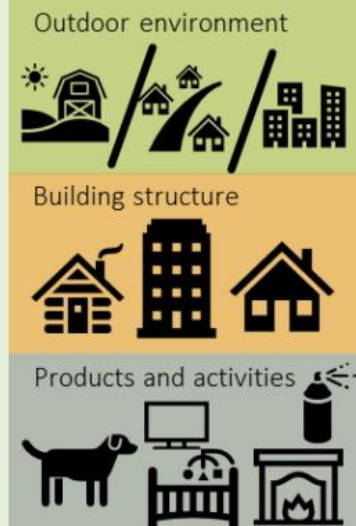 Outdoor environment
Building structure
Products and activities